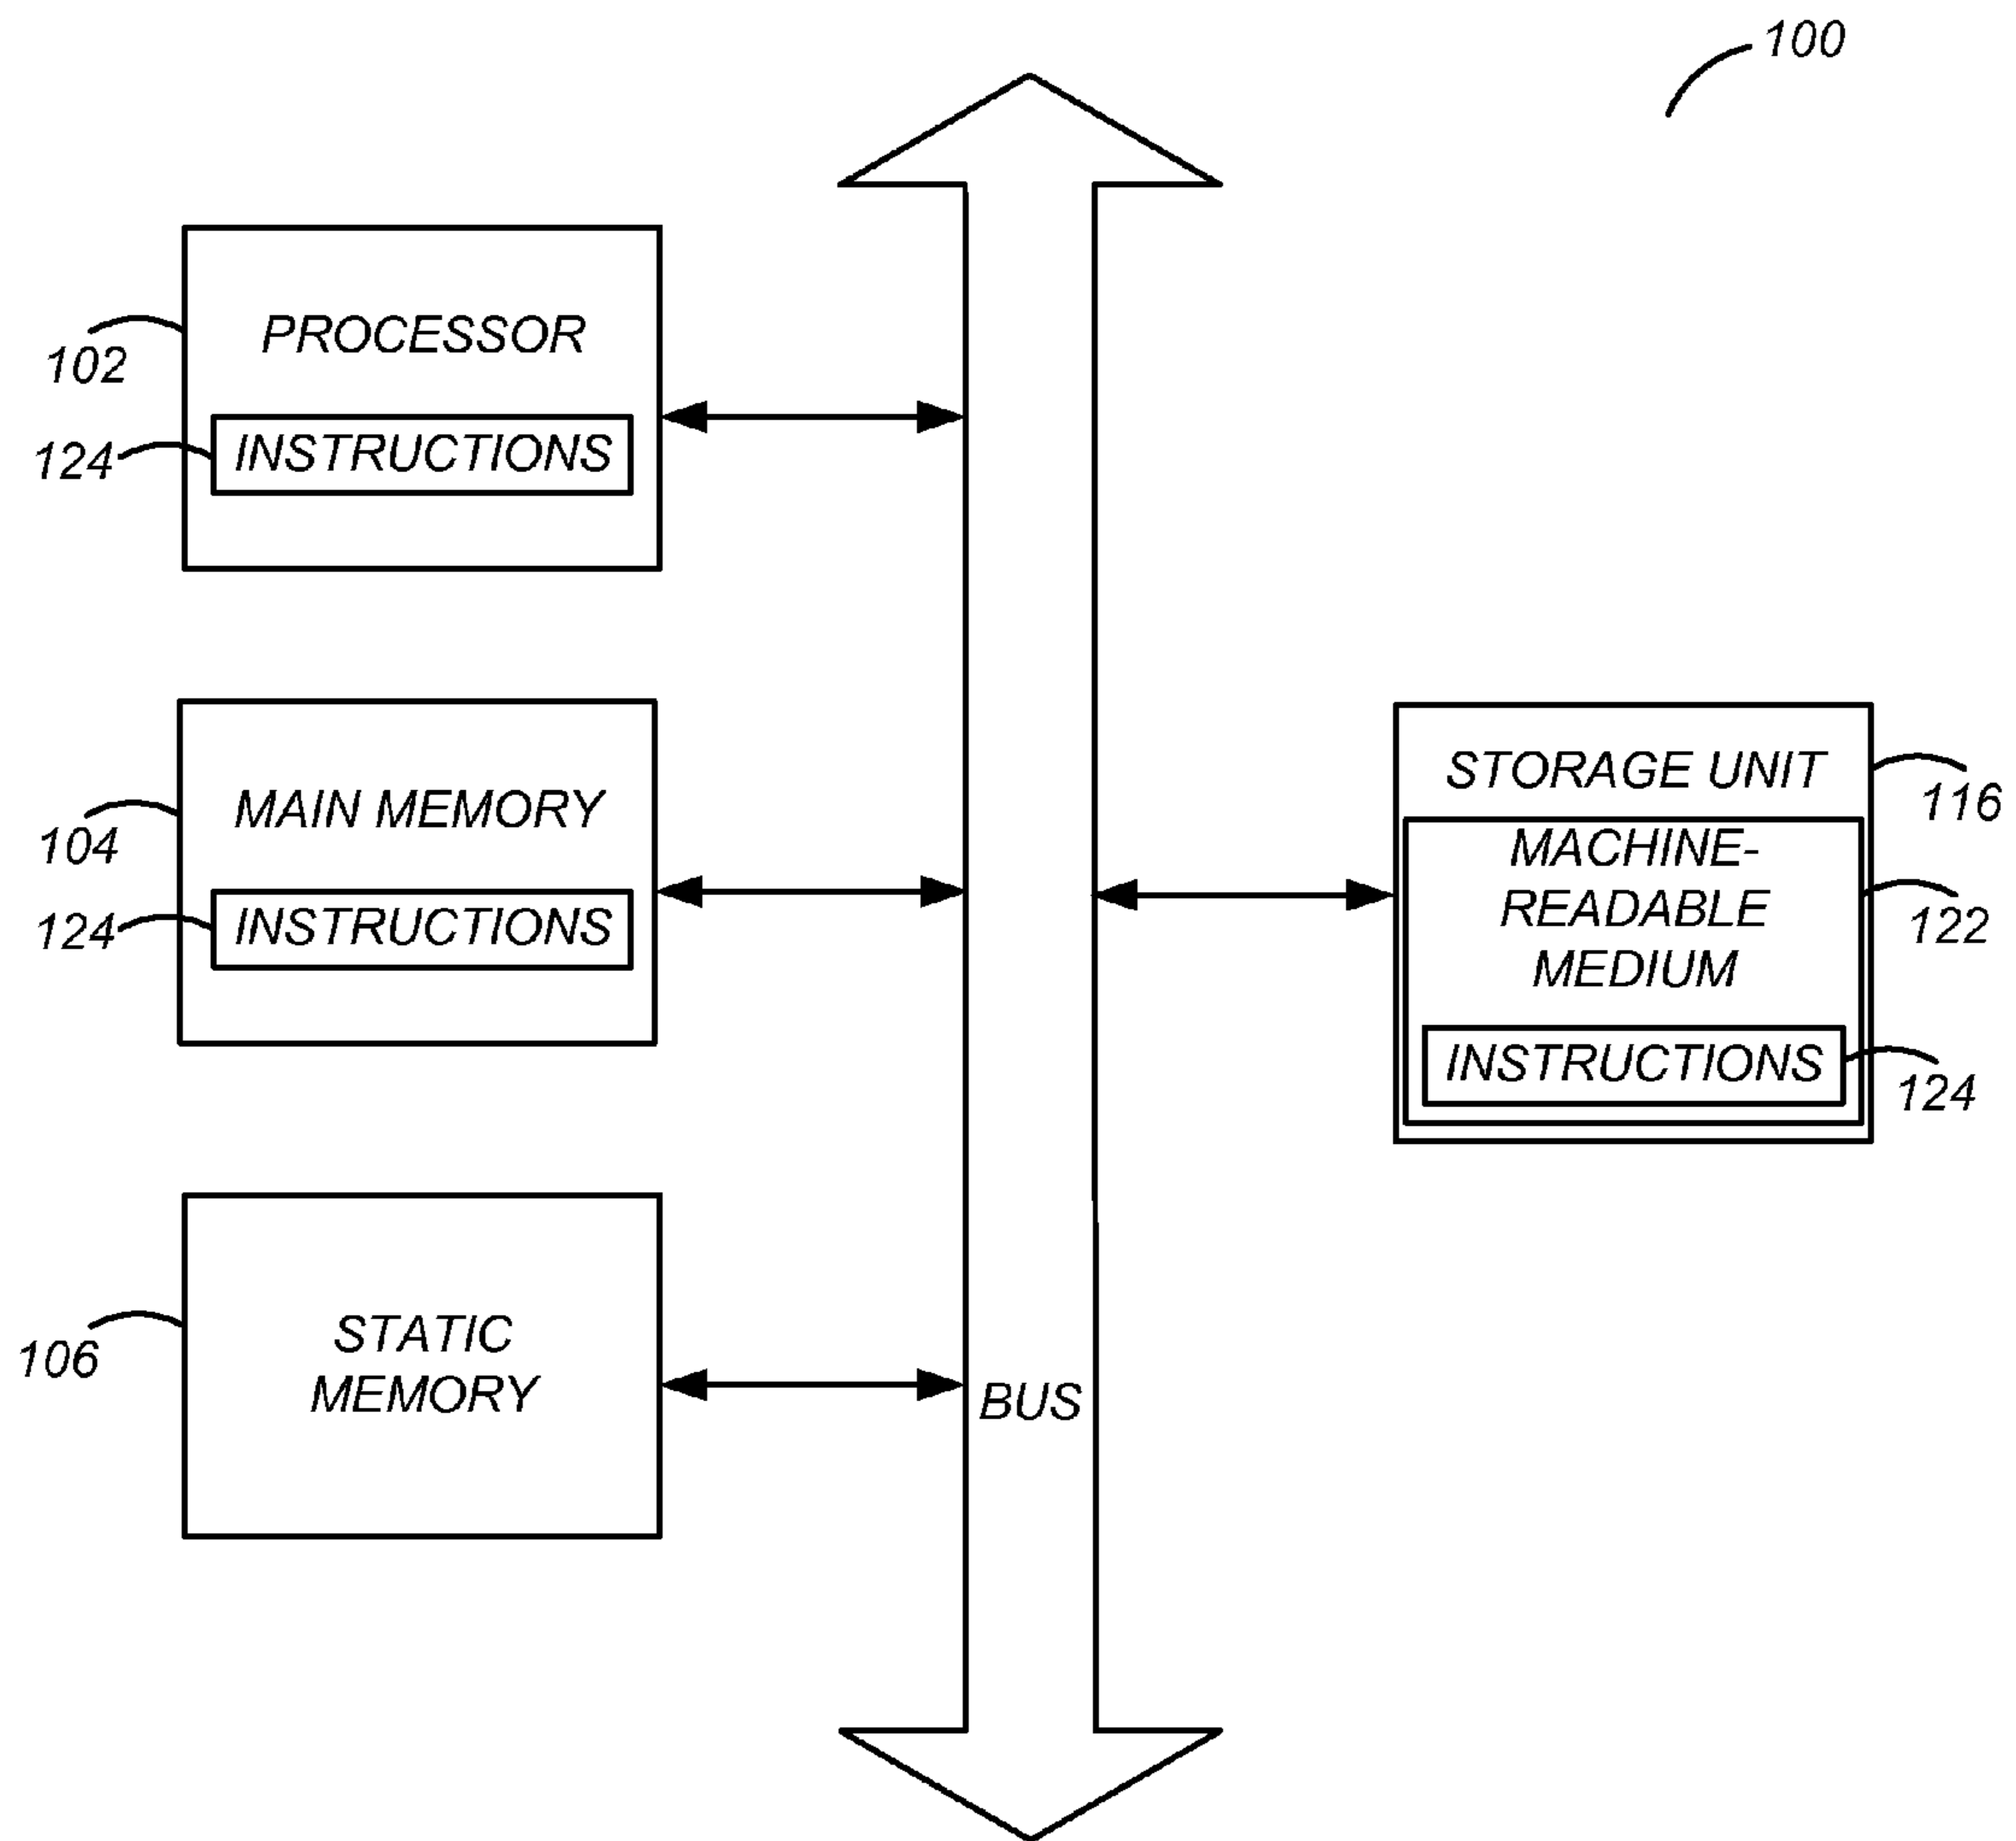 100
PROCESSOR
102
INSTRUCTIONS
124
MAIN MEMORY
104
INSTRUCTIONS
124
STORAGE UNIT
116
MACHINE-
READABLE
MEDIUM
122
INSTRUCTIONS
124
STATIC
MEMORY
106
BUS